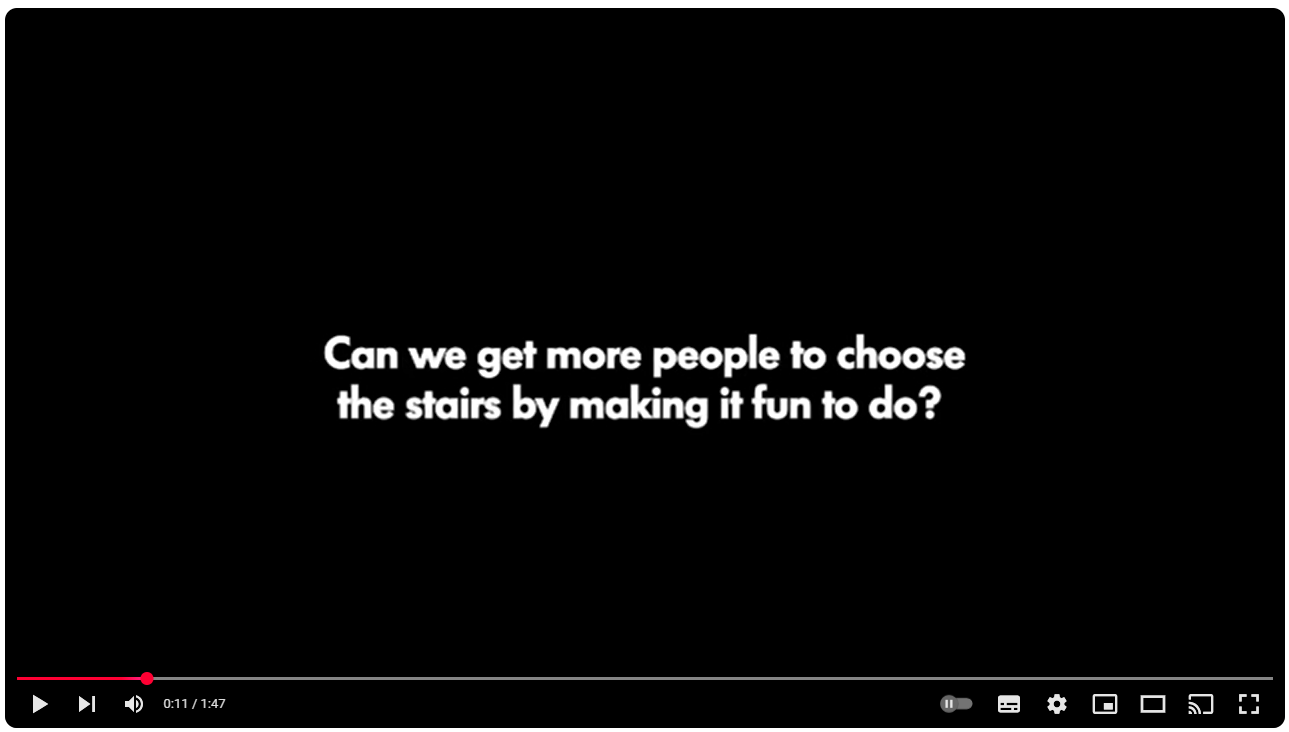 Can we get more people to choose
the stairs by making it fun to do?
0:11 / 1:47